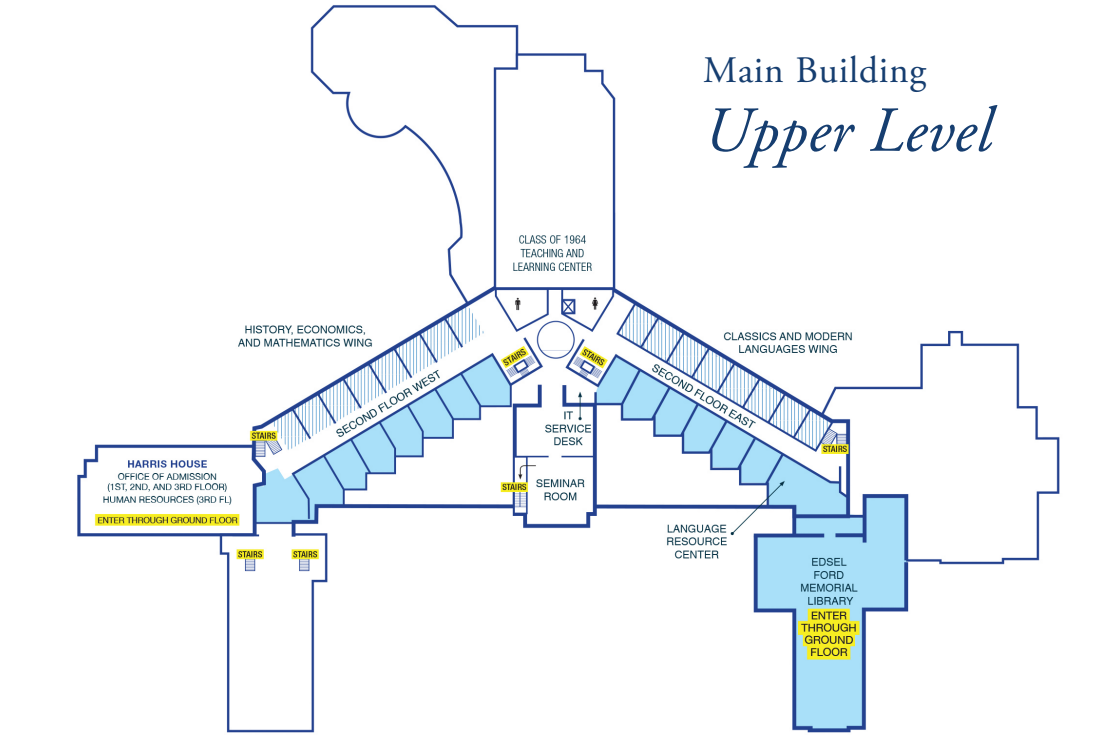 Main Building
Upper Level
CLASS OF 1964
TEACHING AND
LEARNING CENTER
HISTORY, ECONOMICS,
AND MATHEMATICS WING
CLASSICS AND MODERN
LANGUAGES WING
STAIRS
STAIRS
SECOND FLOOR WEST
SECOND FLOOR EAST
IT
SERVICE
DESK
STAIRS
STAIRS
HARRIS HOUSE
OFFICE OF ADMISSION
(1ST, 2ND, AND 3RD FLOOR)
HUMAN RESOURCES (3RD FL)
ENTER THROUGH GROUND FLOOR
STAIRS
SEMINAR
ROOM
LANGUAGE
RESOURCE
CENTER
STAIRS
STAIRS
EDSEL
FORD
MEMORIAL
LIBRARY
ENTER
THROUGH
GROUND
FLOOR